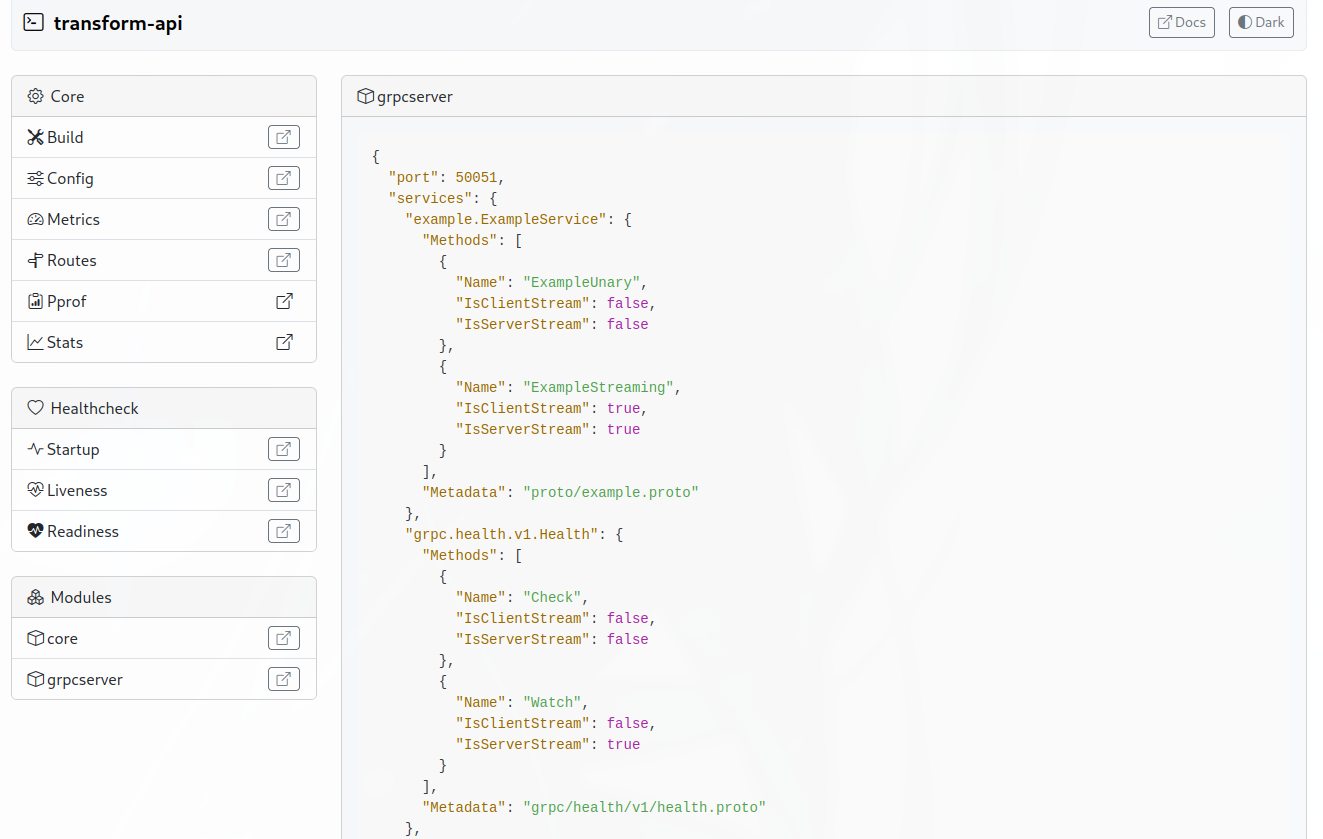 transform-api
Docs
Dark
Core
Build
Config
Metrics
Routes
Pprof
Stats
Healthcheck
Startup
Liveness
Readiness
Modules
core
grpcserver
grpcserver
{
  "port": 50051,
  "services": {
    "example.ExampleService": {
      "Methods": [
        {
          "Name": "ExampleUnary",
          "IsClientStream": false,
          "IsServerStream": false
        },
        {
          "Name": "ExampleStreaming",
          "IsClientStream": true,
          "IsServerStream": true
        }
      ],
      "Metadata": "proto/example.proto"
    },
    "grpc.health.v1.Health": {
      "Methods": [
        {
          "Name": "Check",
          "IsClientStream": false,
          "IsServerStream": false
        },
        {
          "Name": "Watch",
          "IsClientStream": false,
          "IsServerStream": true
        }
      ],
      "Metadata": "grpc/health/v1/health.proto"
    },